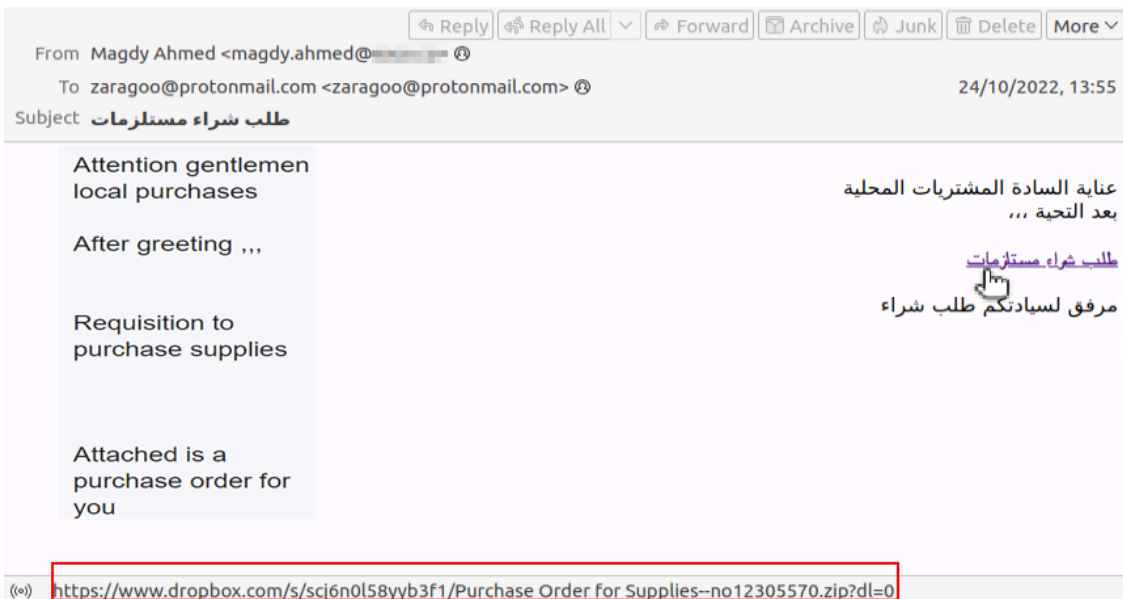 Reply Reply All Forward Archive Junk Delete More
From Magdy Ahmed <magdy.ahmed@
To zaragoo@protonmail.com <zaragoo@protonmail.com> 24/10/2022, 13:55
Subject طلب شراء مستلزمات
Attention gentlemen
local purchases
After greeting ,,,
Requisition to
purchase supplies
Attached is a
purchase order for
you
عناية السادة المشتريات المحلية
بعد التحية ،،،
طلب شراء مستلزمات
مرفق لسيادتكم طلب شراء
https://www.dropbox.com/s/scj6n0l58yyb3f1/Purchase Order for Supplies--no12305570.zip?dl=0